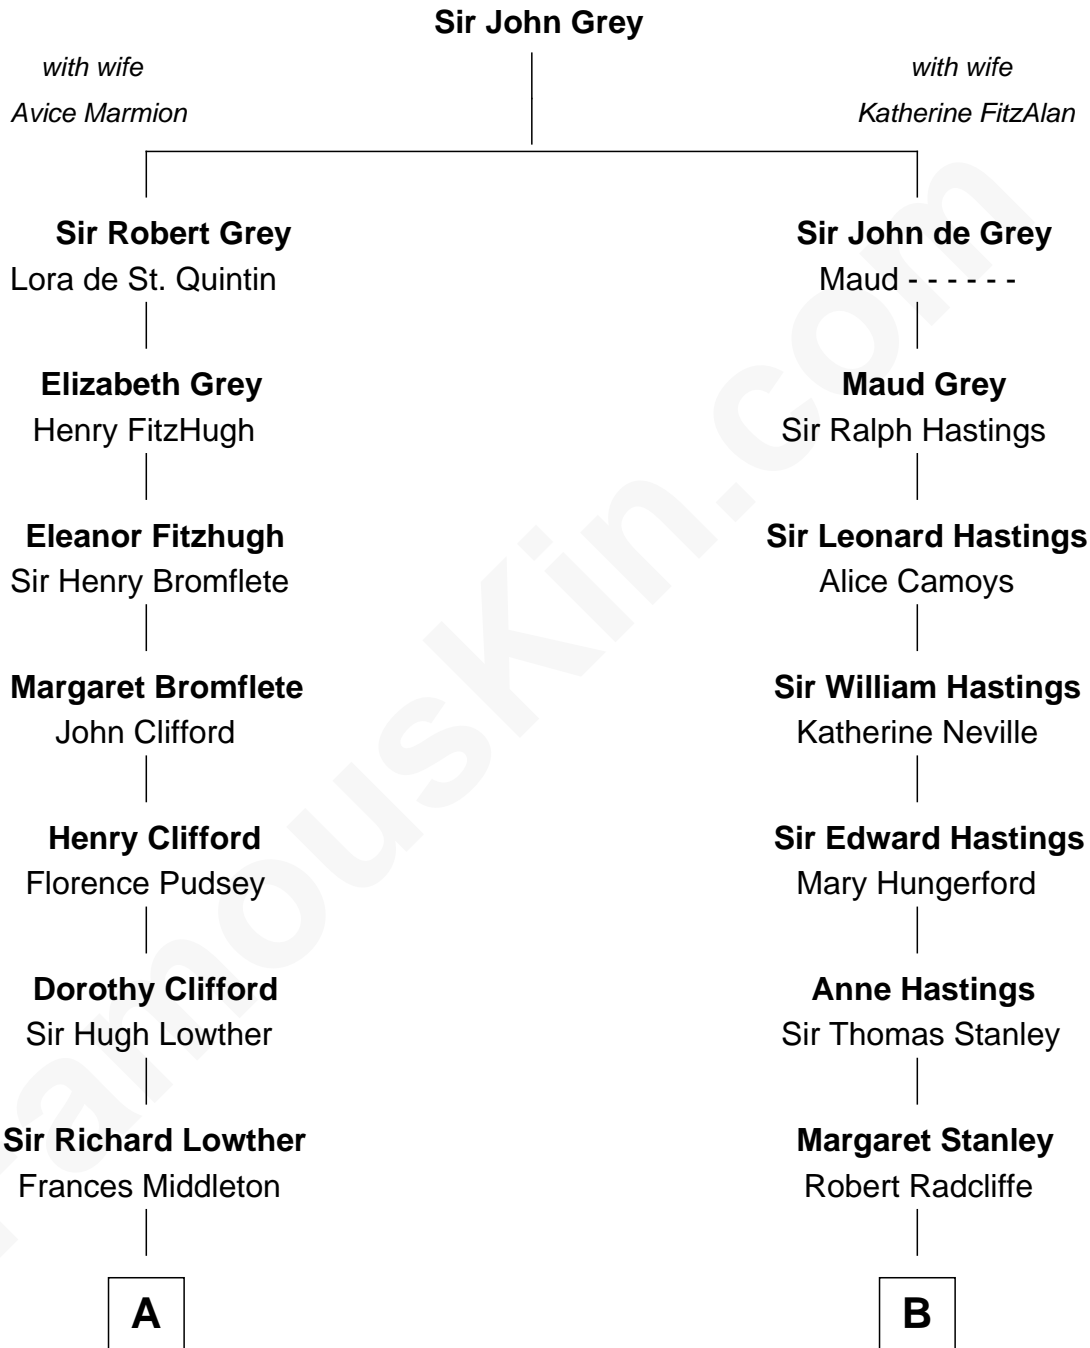 Sir John Grey
with wife
Avice Marmion
with wife
Katherine FitzAlan
Sir Robert Grey
Lora de St. Quintin
Sir John de Grey
Maud - - - - - -
Elizabeth Grey
Henry FitzHugh
Maud Grey
Sir Ralph Hastings
Eleanor Fitzhugh
Sir Henry Bromflete
Sir Leonard Hastings
Alice Camoys
Margaret Bromflete
John Clifford
Sir William Hastings
Katherine Neville
Henry Clifford
Florence Pudsey
Sir Edward Hastings
Mary Hungerford
Dorothy Clifford
Sir Hugh Lowther
Anne Hastings
Sir Thomas Stanley
Sir Richard Lowther
Frances Middleton
Margaret Stanley
Robert Radcliffe
A
B
FamousKin.com